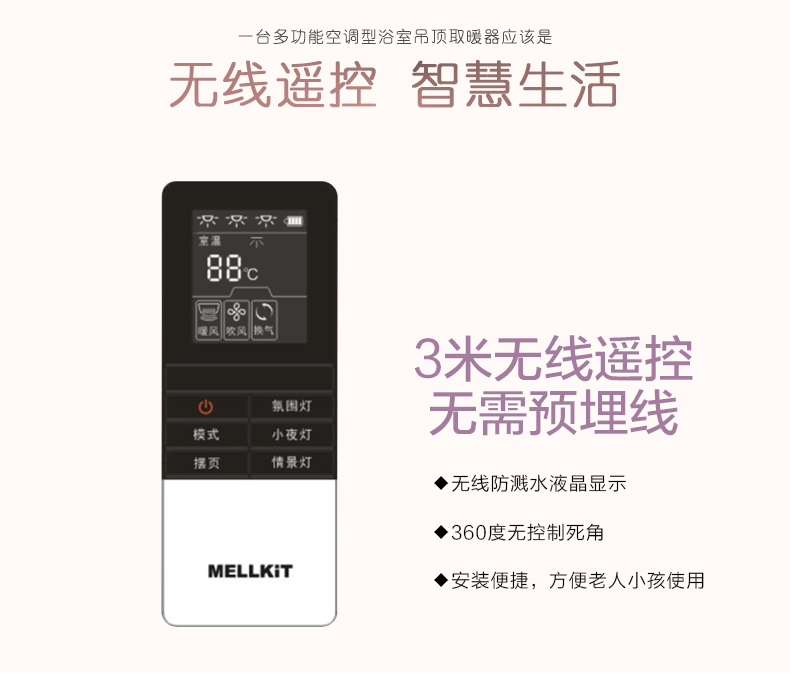 一台多功能空调型浴室吊顶取暖器应该是
无线遥控 智慧生活
室温
88℃
暖风 吹风 换气
氛围灯
模式 小夜灯
摆页 情景灯
MELLKiT
3米无线遥控
无需预埋线
◆无线防溅水液晶显示
◆360度无控制死角
◆安装便捷，方便老人小孩使用